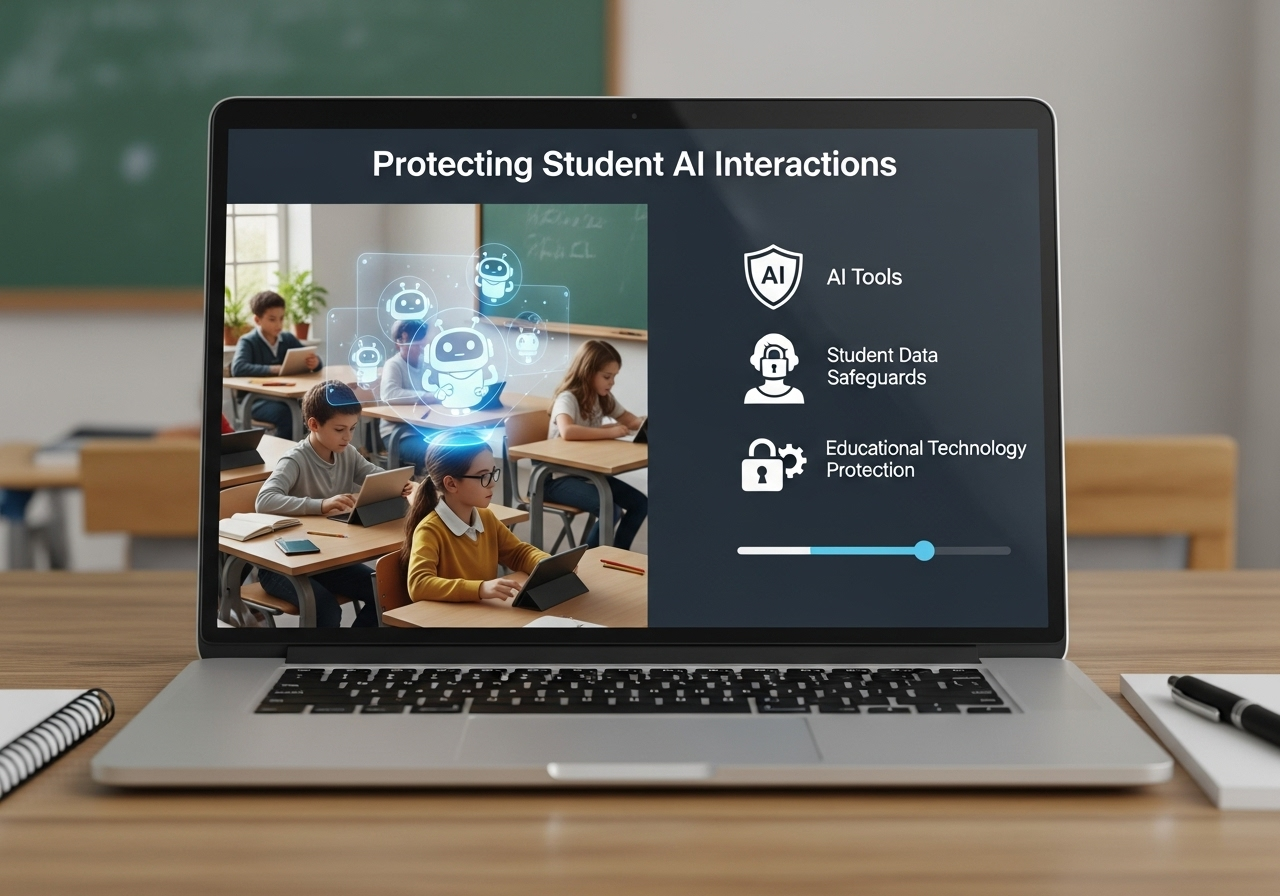 Protecting Student AI Interactions
AI
AI Tools
Student Data
Safeguards
Educational Technology
Protection